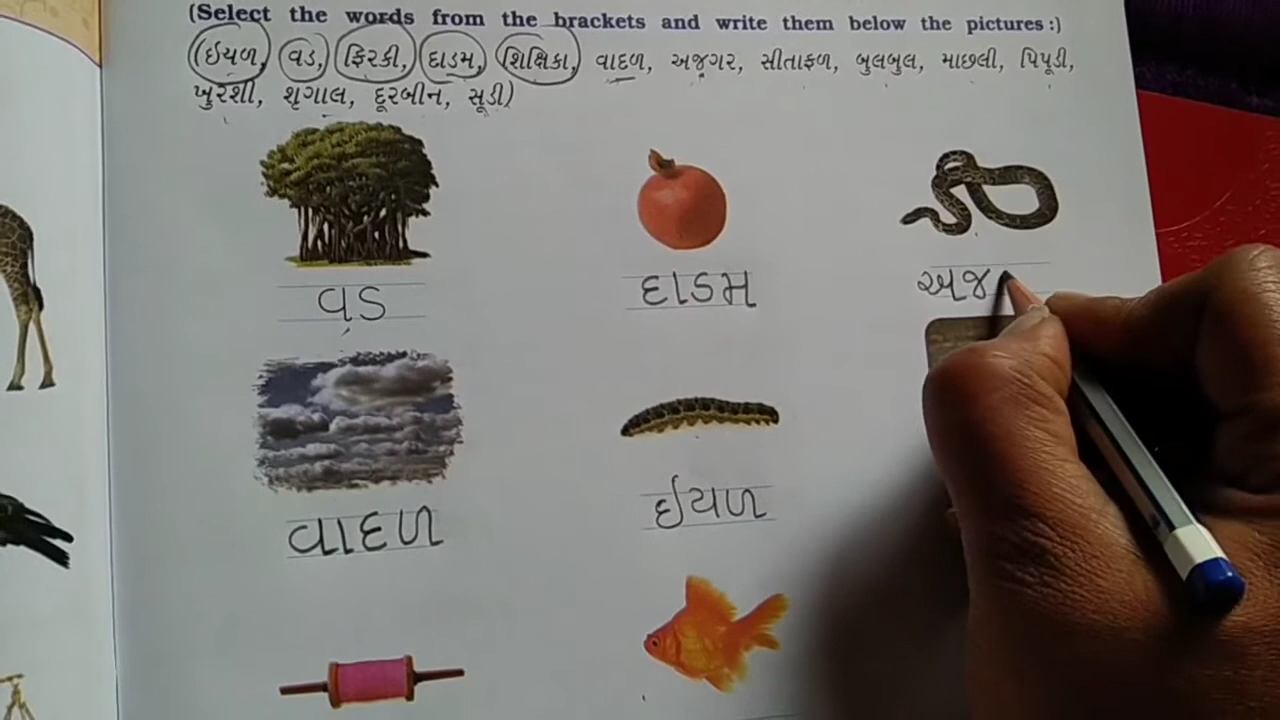 (Select the words from the brackets and write them below the pictures :)
(ઈયળ, વડ, ફિરકી, દાડમ, શિક્ષિકા, વાદળ, અજગર, સીતાફળ, બુલબુલ, માછલી, પિપૂડી,
ખુરશી, શૃગાલ, દૂરબીન, સૂડી)
વડ દાડમ અજ
વાદળ ઈયળ